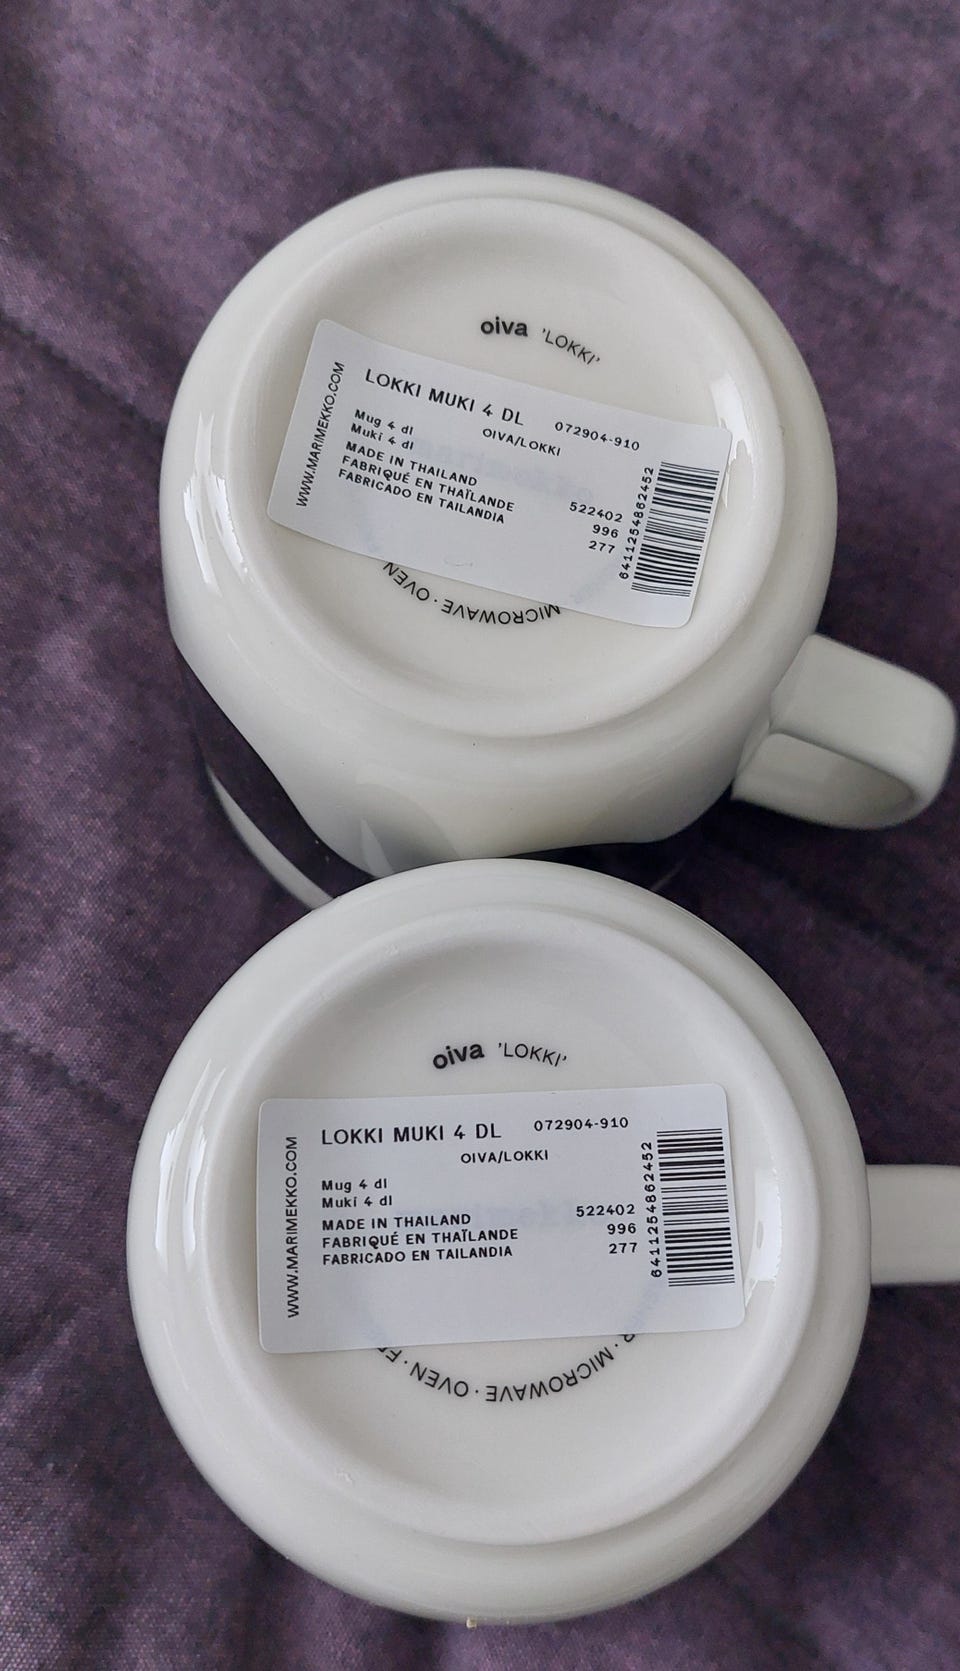 oiva 'LOKKI'
WWW.MARIMEKKO.COM
LOKKI MUKI 4 DL 072904-910
OIVA/LOKKI
Mug 4 dl
Muki 4 dl
MADE IN THAILAND
FABRIQUÉ EN THAÏLANDE
FABRICADO EN TAILANDIA
522402
996
277
6411254862452
MICROWAVE · OVEN
oiva 'LOKKI'
WWW.MARIMEKKO.COM
LOKKI MUKI 4 DL 072904-910
OIVA/LOKKI
Mug 4 dl
Muki 4 dl
MADE IN THAILAND
FABRIQUÉ EN THAÏLANDE
FABRICADO EN TAILANDIA
522402
996
277
6411254862452
· MICROWAVE · OVEN ·